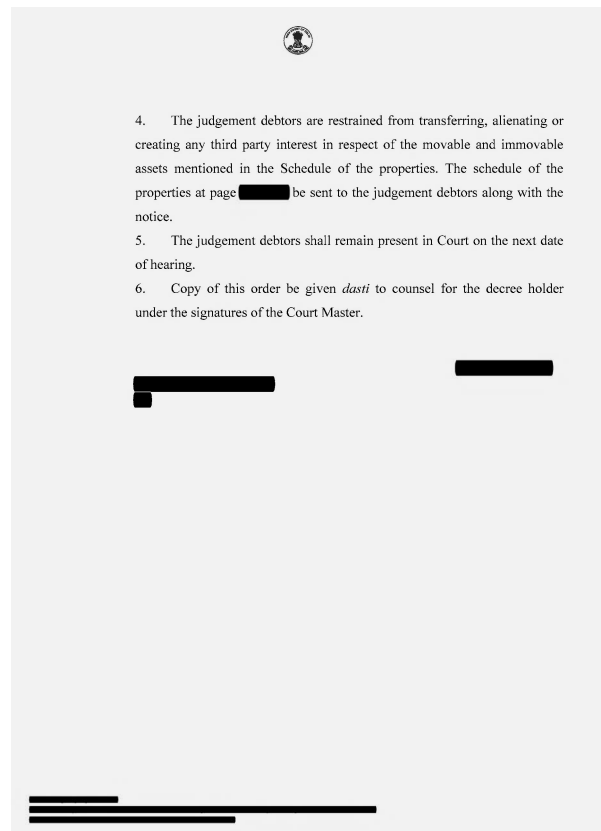 4. The judgement debtors are restrained from transferring, alienating or
creating any third party interest in respect of the movable and immovable
assets mentioned in the Schedule of the properties. The schedule of the
properties at page be sent to the judgement debtors along with the
notice.
5. The judgement debtors shall remain present in Court on the next date
of hearing.
6. Copy of this order be given dasti to counsel for the decree holder
under the signatures of the Court Master.